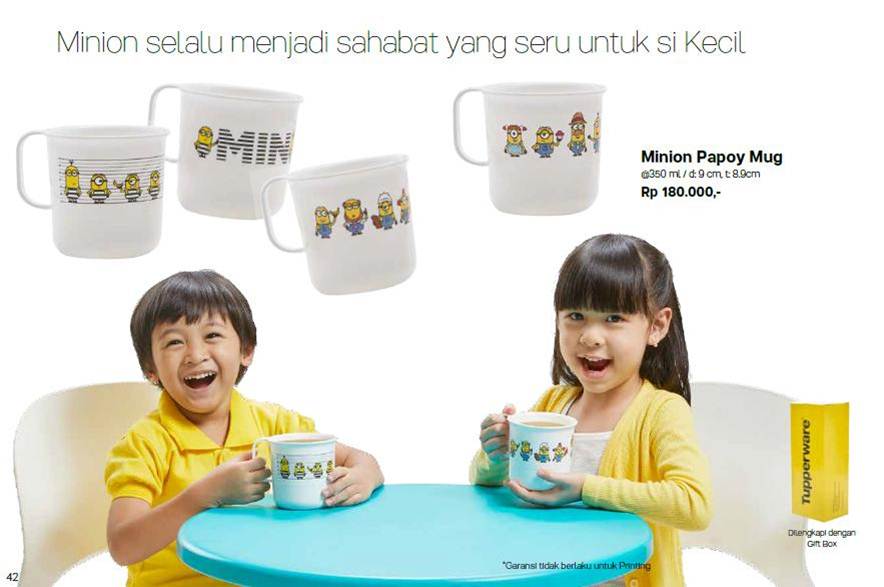 Minion selalu menjadi sahabat yang seru untuk si Kecil
MIN
Minion Papoy Mug
@350 ml / d: 9 cm, t: 8.9cm
Rp 180.000,-
Tupperware
Dilengkapi dengan
Gift Box
*Garansi tidak berlaku untuk Printing
42